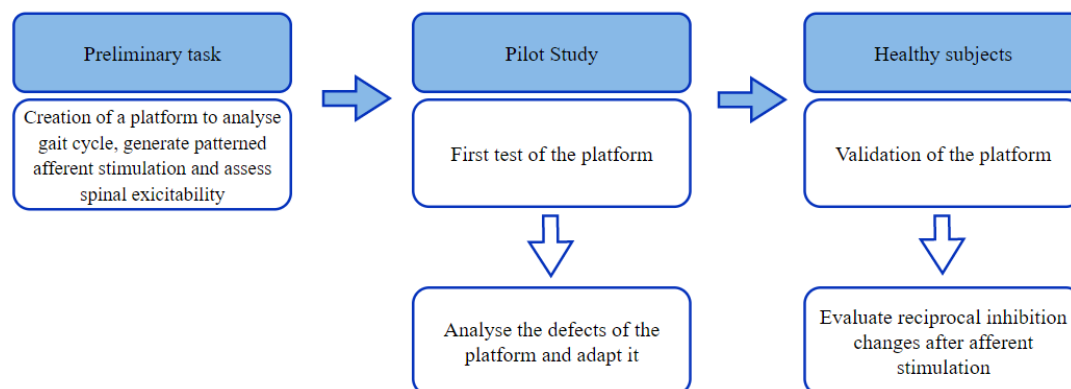 Preliminary task
Creation of a platform to analyse
gait cycle, generate patterned
afferent stimulation and assess
spinal exicitability
Pilot Study
First test of the platform
Analyse the defects of the
platform and adapt it
Healthy subjects
Validation of the platform
Evaluate reciprocal inhibition
changes after afferent
stimulation